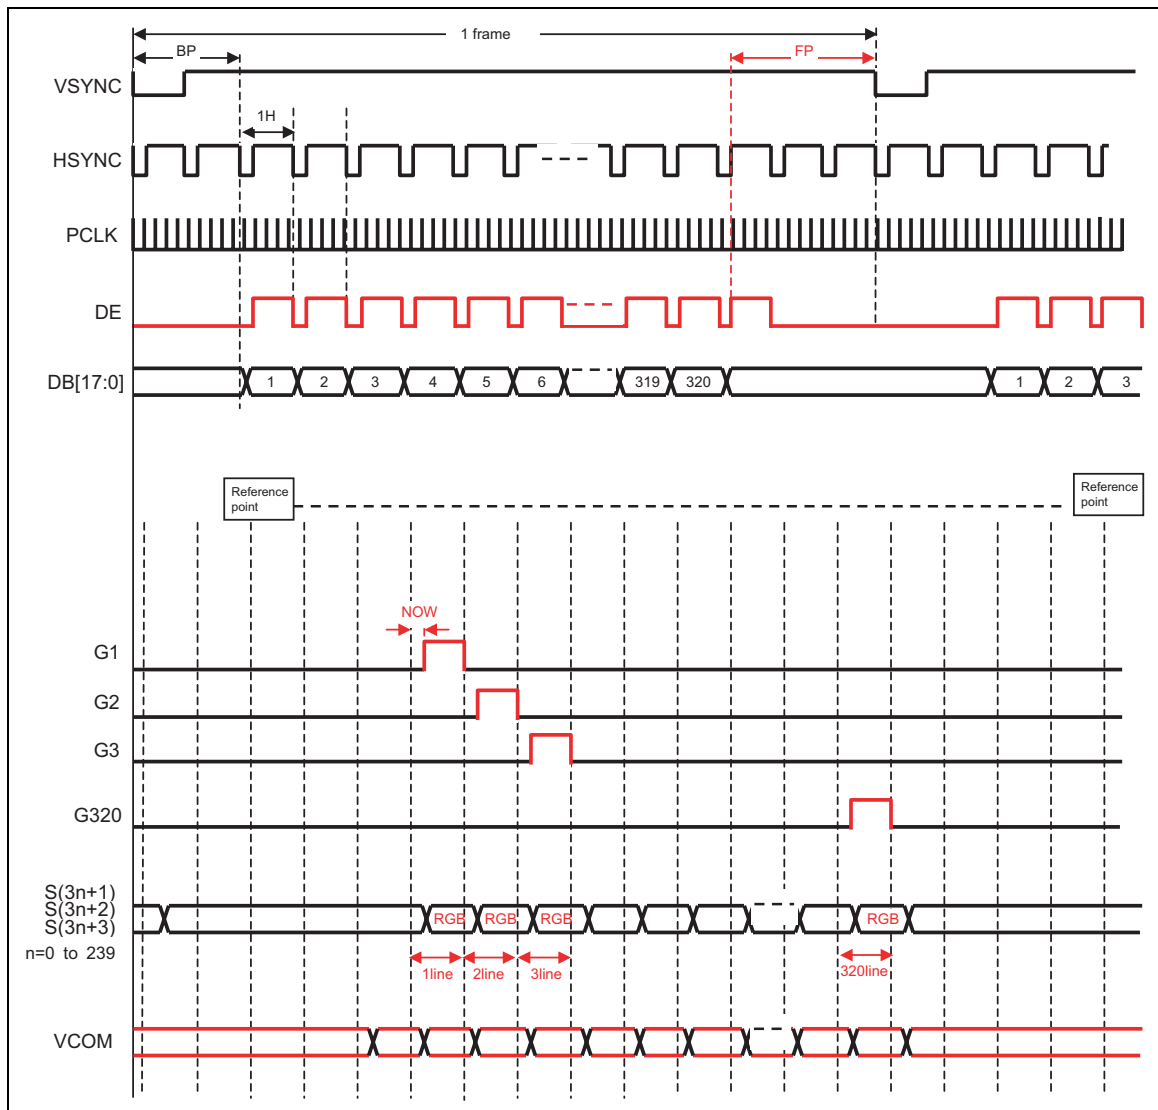 1 frame
BP
FP
VSYNC
1H
HSYNC
PCLK
DE
DB[17:0]
1 2 3 4 5 6 319 320 1 2 3
Reference
point
Reference
point
NOW
G1
G2
G3
G320
S(3n+1)
S(3n+2)
S(3n+3)
RGB RGB RGB RGB
n=0 to 239
1line 2line 3line 320line
VCOM